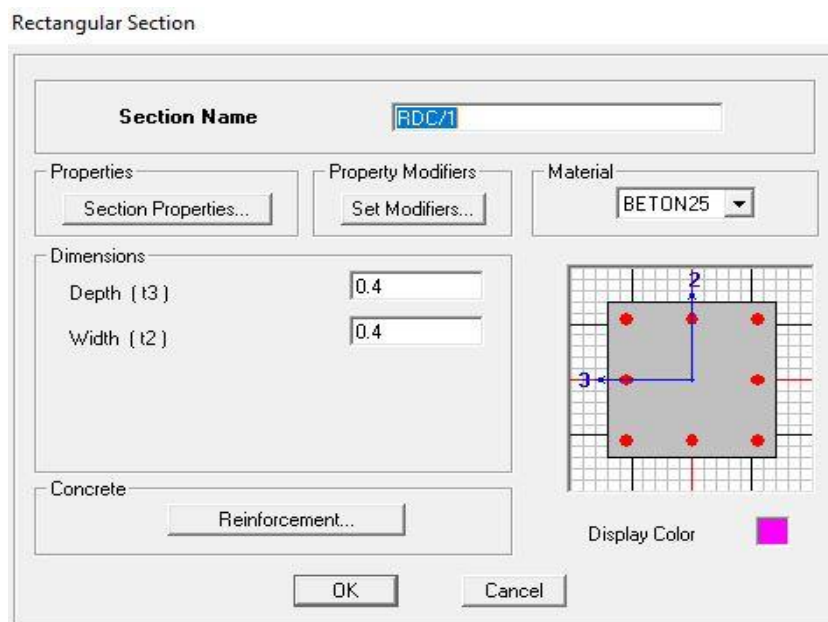 Rectangular Section
Section Name RDC/1
Properties Property Modifiers Material
Section Properties... Set Modifiers... BETON25
Dimensions
Depth ( t3 ) 0.4
Width ( t2 ) 0.4
2
3
Concrete
Reinforcement...
Display Color
OK Cancel